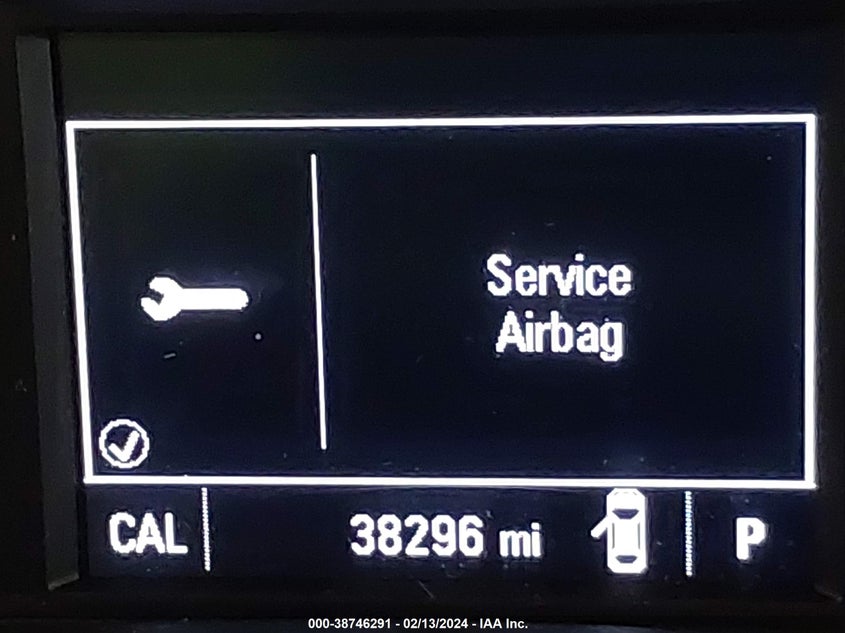 Service
Airbag
CAL 38296 mi P
000-38746291 - 02/13/2024 - IAA Inc.